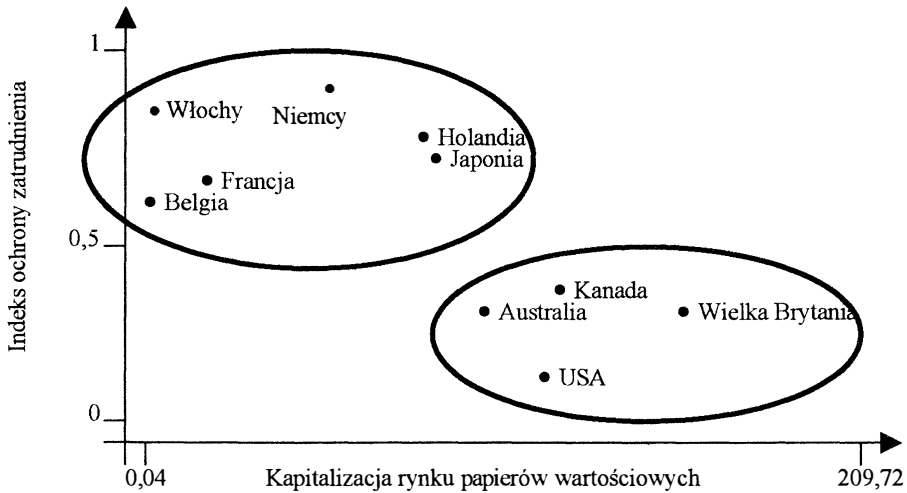 Indeks ochrony zatrudnienia
1
Włochy
Niemcy
Holandia
Japonia
Francja
Belgia
0,5
Kanada
Australia
Wielka Brytania
USA
0
0,04
Kapitalizacja rynku papierów wartościowych
209,72